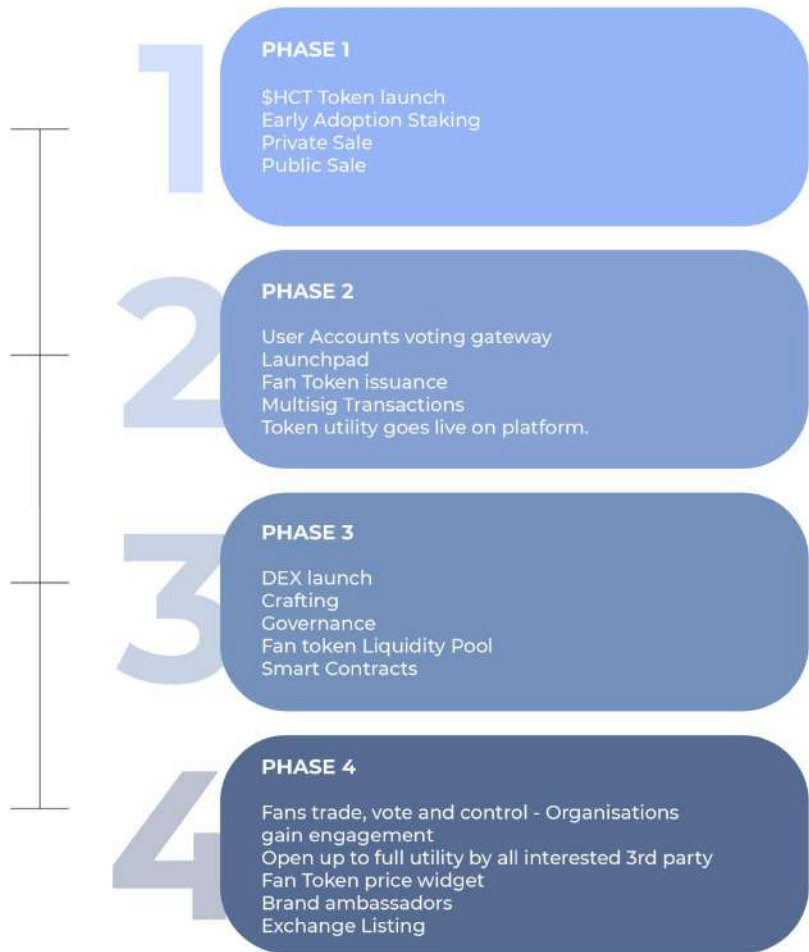 1
PHASE 1
$HCT Token launch
Early Adoption Staking
Private Sale
Public Sale
2
PHASE 2
User Accounts voting gateway
Launchpad
Fan Token issuance
Multisig Transactions
Token utility goes live on platform.
3
PHASE 3
DEX launch
Crafting
Governance
Fan token Liquidity Pool
Smart Contracts
4
PHASE 4
Fans trade, vote and control - Organisations
gain engagement
Open up to full utility by all interested 3rd party
Fan Token price widget
Brand ambassadors
Exchange Listing